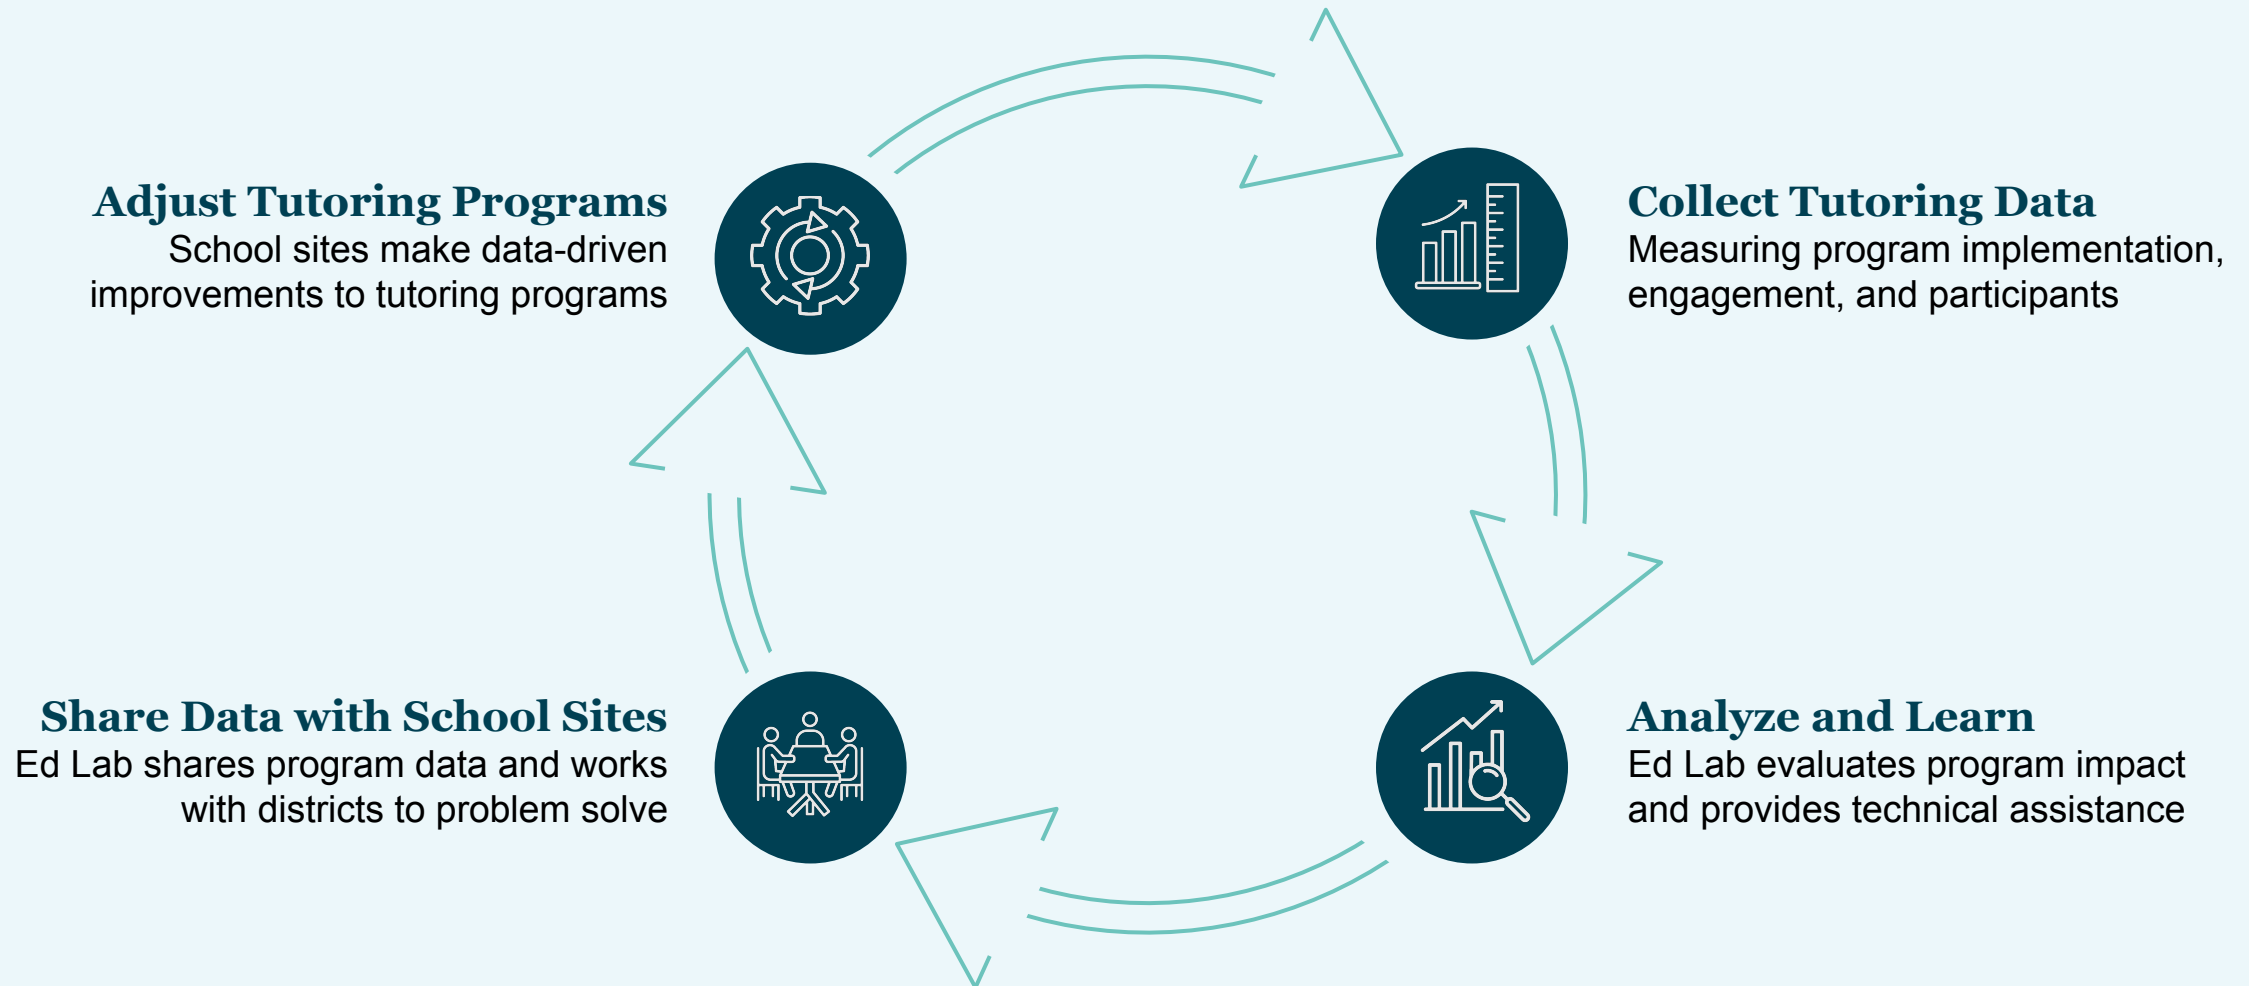 Adjust Tutoring Programs
School sites make data-driven
improvements to tutoring programs
Collect Tutoring Data
Measuring program implementation,
engagement, and participants
Share Data with School Sites
Ed Lab shares program data and works
with districts to problem solve
Analyze and Learn
Ed Lab evaluates program impact
and provides technical assistance